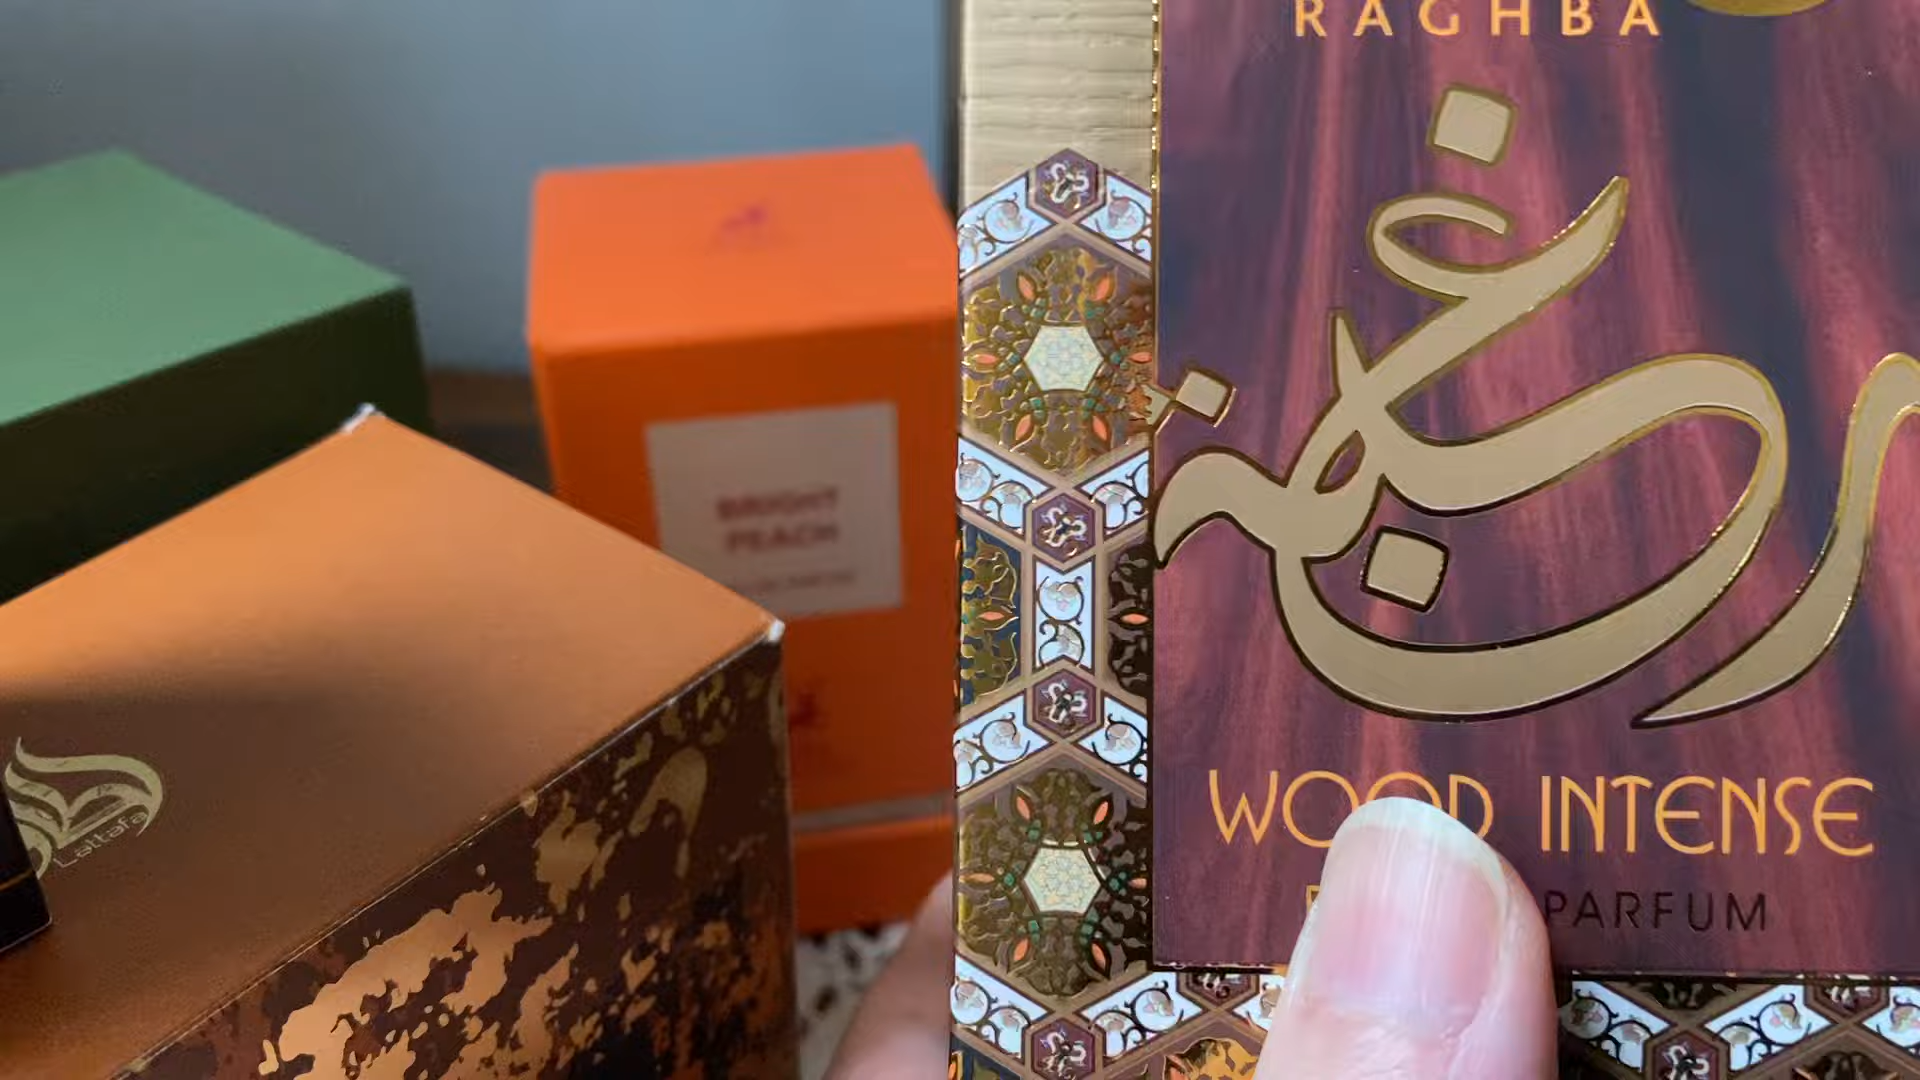 RAGHBA
رغبة
WOOD INTENSE
PARFUM
BRIGHT
PEACH
Lattafa